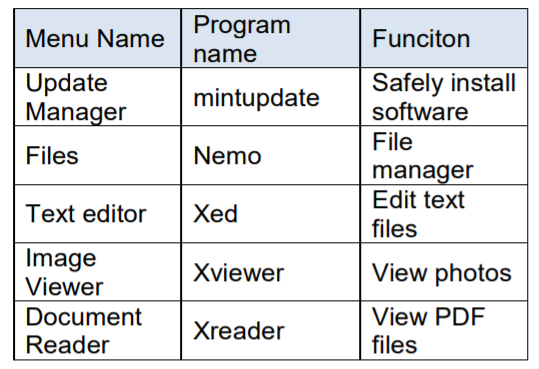 Menu Name
Program
name
Funciton
Update
Manager
mintupdate
Safely install
software
Files
Nemo
File
manager
Text editor
Xed
Edit text
files
Image
Viewer
Xviewer
View photos
Document
Reader
Xreader
View PDF
files